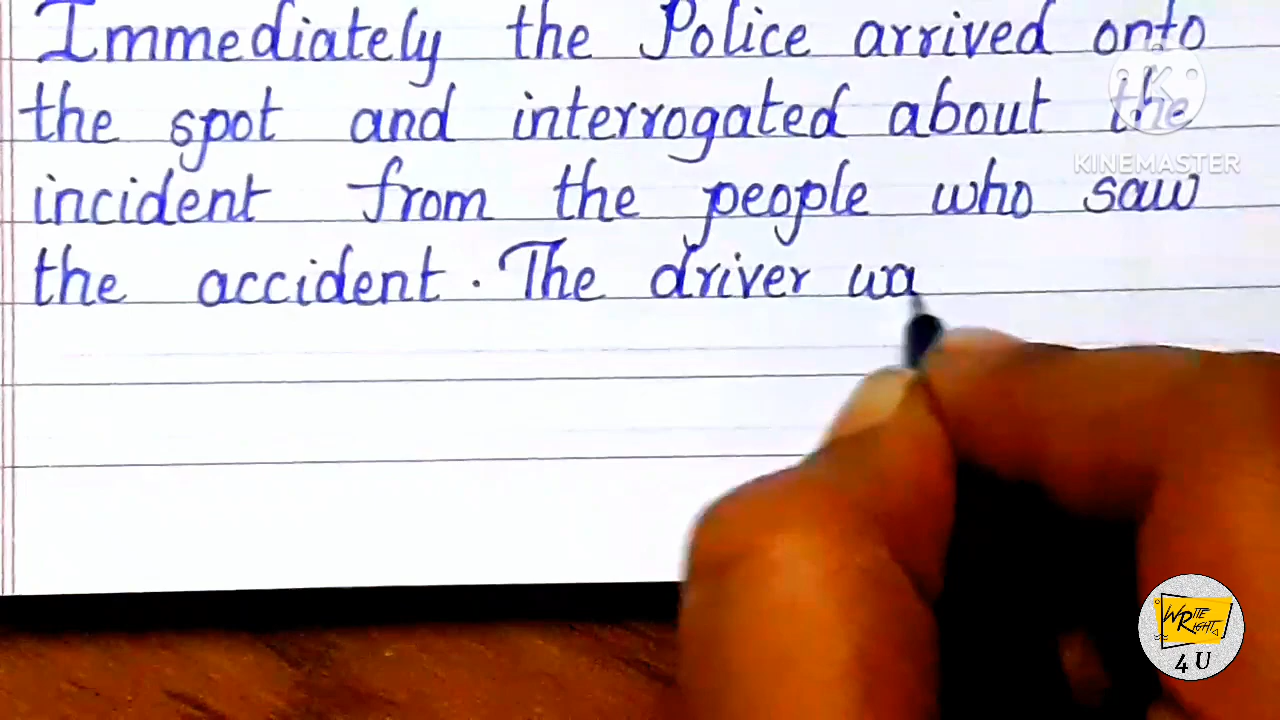 Immediately the Police arrived onto
the spot and interrogated about the
incident from the people who saw
the accident. The driver wa
KINEMASTER
WRITE
RIGHT
4 U